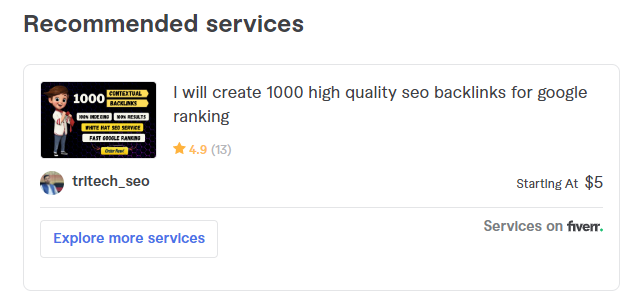 Recommended services
1000 CONTEXTUAL
BACKLINKS
100% INDEXING 100% RESULTS
WHITE HAT SEO SERVICE
FAST GOOGLE RANKING
Order Now!
I will create 1000 high quality seo backlinks for google
ranking
4.9 (13)
tritech_seo
Starting At $5
Explore more services
Services on fiverr.